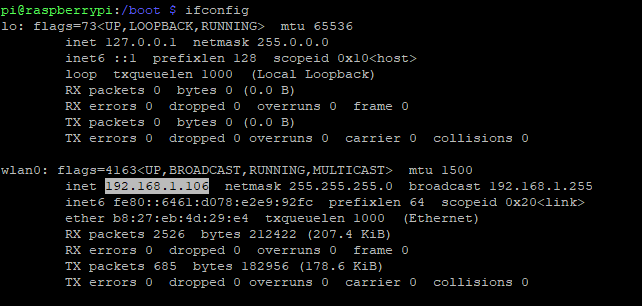 pi@raspberrypi:/boot $ ifconfig
lo: flags=73<UP,LOOPBACK,RUNNING>  mtu 65536
        inet 127.0.0.1  netmask 255.0.0.0
        inet6 ::1  prefixlen 128  scopeid 0x10<host>
        loop  txqueuelen 1000  (Local Loopback)
        RX packets 0  bytes 0 (0.0 B)
        RX errors 0  dropped 0  overruns 0  frame 0
        TX packets 0  bytes 0 (0.0 B)
        TX errors 0  dropped 0 overruns 0  carrier 0  collisions 0

wlan0: flags=4163<UP,BROADCAST,RUNNING,MULTICAST>  mtu 1500
        inet 192.168.1.106  netmask 255.255.255.0  broadcast 192.168.1.255
        inet6 fe80::6461:d078:e2e9:92fc  prefixlen 64  scopeid 0x20<link>
        ether b8:27:eb:4d:29:e4  txqueuelen 1000  (Ethernet)
        RX packets 2526  bytes 212422 (207.4 KiB)
        RX errors 0  dropped 0  overruns 0  frame 0
        TX packets 685  bytes 182956 (178.6 KiB)
        TX errors 0  dropped 0 overruns 0  carrier 0  collisions 0